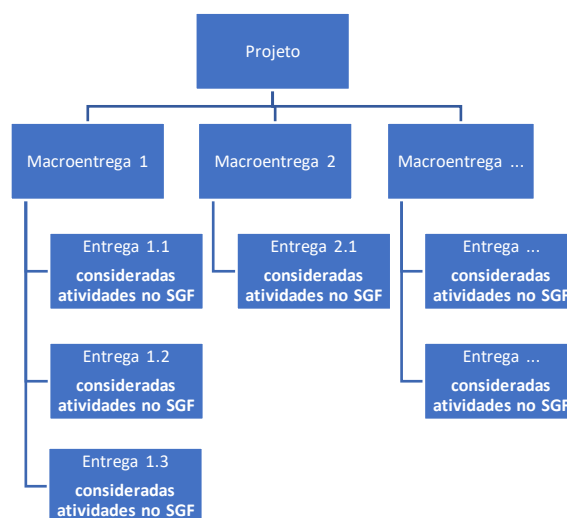 Projeto
Macroentrega 1
Macroentrega 2
Macroentrega ...
Entrega 1.1
consideradas
atividades no SGF
Entrega 2.1
consideradas
atividades no SGF
Entrega ...
consideradas
atividades no SGF
Entrega 1.2
consideradas
atividades no SGF
Entrega ...
consideradas
atividades no SGF
Entrega 1.3
consideradas
atividades no SGF